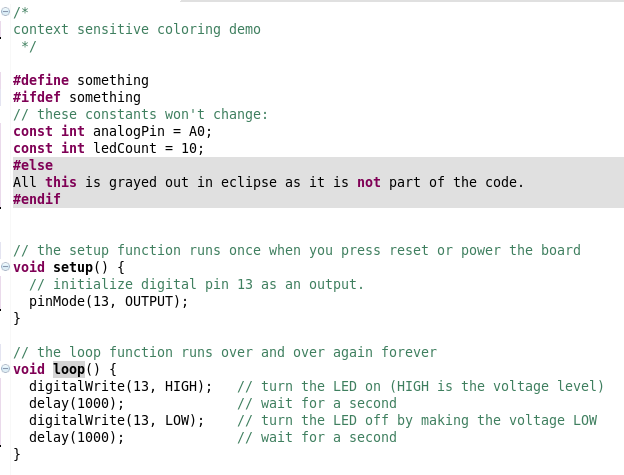 /*
context sensitive coloring demo
 */

#define something
#ifdef something
// these constants won't change:
const int analogPin = A0;
const int ledCount = 10;
#else
All this is grayed out in eclipse as it is not part of the code.
#endif


// the setup function runs once when you press reset or power the board
void setup() {
  // initialize digital pin 13 as an output.
  pinMode(13, OUTPUT);
}

// the loop function runs over and over again forever
void loop() {
  digitalWrite(13, HIGH);   // turn the LED on (HIGH is the voltage level)
  delay(1000);              // wait for a second
  digitalWrite(13, LOW);    // turn the LED off by making the voltage LOW
  delay(1000);              // wait for a second
}